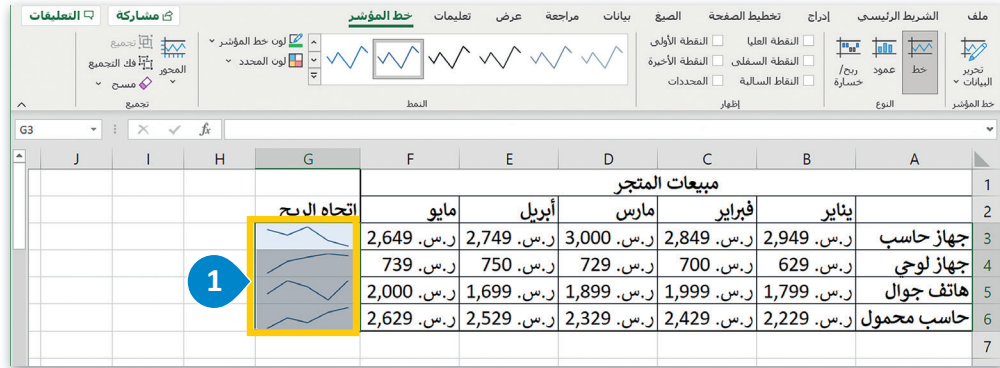 ملف الشريط الرئيسي إدراج تخطيط الصفحة الصيغ بيانات مراجعة عرض تعليمات خط المؤشر مشاركة التعليقات
تحرير البيانات
خط المؤشر
خط عمود ربح/خسارة
النوع
النقطة العليا النقطة الأولى
النقطة السفلى النقطة الأخيرة
النقاط السالبة المحددات
إظهار
النمط
لون خط المؤشر
لون المحدد
المحور
تجميع
فك التجميع
مسح
تجميع
G3 fx
A B C D E F G H I J
1 مبيعات المتجر
2 يناير فبراير مارس أبريل مايو اتجاه الربح
3 جهاز حاسب ر.س. 2,949 ر.س. 2,849 ر.س. 3,000 ر.س. 2,749 ر.س. 2,649
4 جهاز لوحي ر.س. 629 ر.س. 700 ر.س. 729 ر.س. 750 ر.س. 739
5 هاتف جوال ر.س. 1,799 ر.س. 1,999 ر.س. 1,899 ر.س. 1,699 ر.س. 2,000
6 حاسب محمول ر.س. 2,229 ر.س. 2,429 ر.س. 2,329 ر.س. 2,529 ر.س. 2,629
7
1